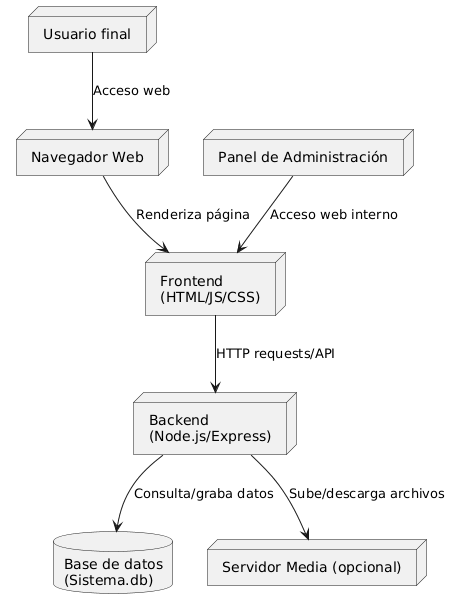 Usuario final
Acceso web
Navegador Web
Panel de Administración
Renderiza página
Acceso web interno
Frontend
(HTML/JS/CSS)
HTTP requests/API
Backend
(Node.js/Express)
Consulta/graba datos
Sube/descarga archivos
Base de datos
(Sistema.db)
Servidor Media (opcional)